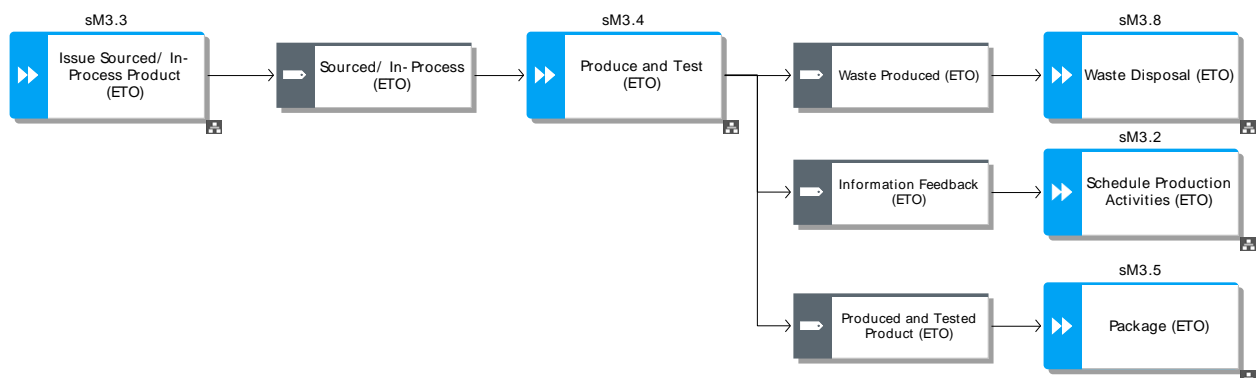 sM3.3
Issue Sourced/ In-
Process Product
(ETO)
Sourced/ In-Process
(ETO)
sM3.4
Produce and Test
(ETO)
Waste Produced (ETO)
sM3.8
Waste Disposal (ETO)
Information Feedback
(ETO)
sM3.2
Schedule Production
Activities (ETO)
Produced and Tested
Product (ETO)
sM3.5
Package (ETO)